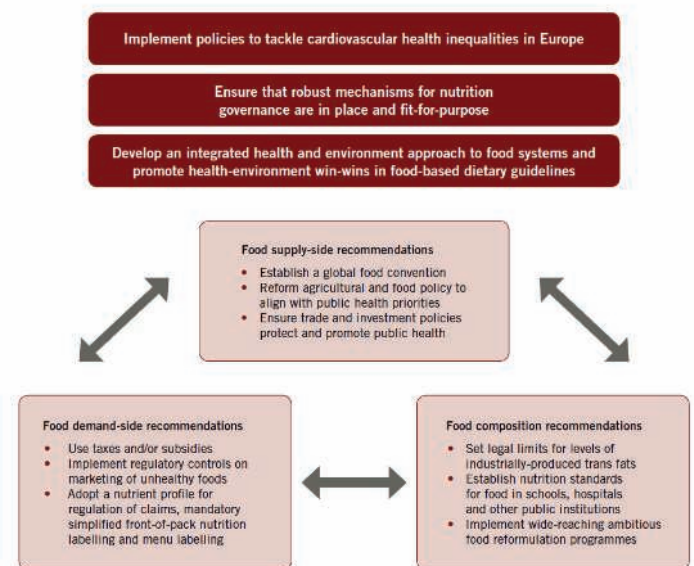 Implement policies to tackle cardiovascular health inequalities in Europe
Ensure that robust mechanisms for nutrition
governance are in place and fit-for-purpose
Develop an integrated health and environment approach to food systems and
promote health-environment win-wins in food-based dietary guidelines
Food supply-side recommendations
• Establish a global food convention
• Reform agricultural and food policy to
align with public health priorities
• Ensure trade and investment policies
protect and promote public health
Food demand-side recommendations
• Use taxes and/or subsidies
• Implement regulatory controls on
marketing of unhealthy foods
• Adopt a nutrient profile for
regulation of claims, mandatory
simplified front-of-pack nutrition
labelling and menu labelling
Food composition recommendations
• Set legal limits for levels of
industrially-produced trans fats
• Establish nutrition standards
for food in schools, hospitals
and other public institutions
• Implement wide-reaching ambitious
food reformulation programmes